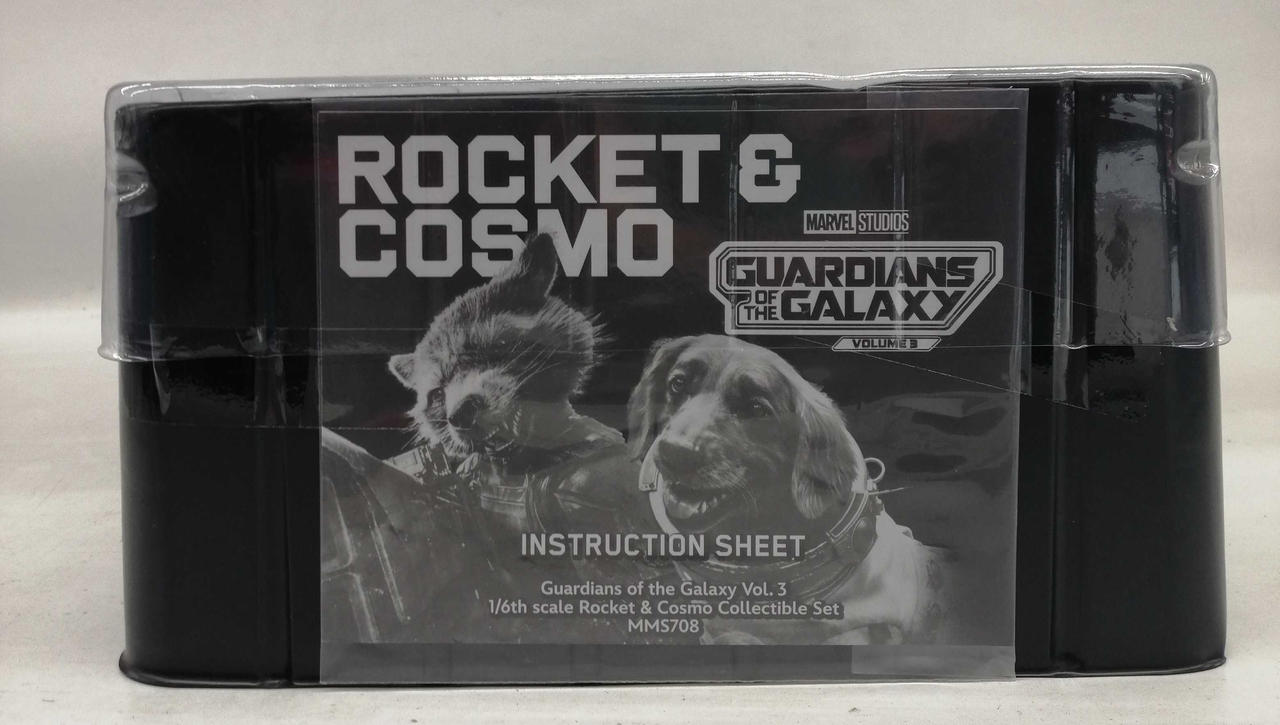 ROCKET &
COSMO
MARVEL STUDIOS
GUARDIANS
OF THE GALAXY
VOLUME 3
INSTRUCTION SHEET
Guardians of the Galaxy Vol. 3
1/6th scale Rocket & Cosmo Collectible Set
MMS708